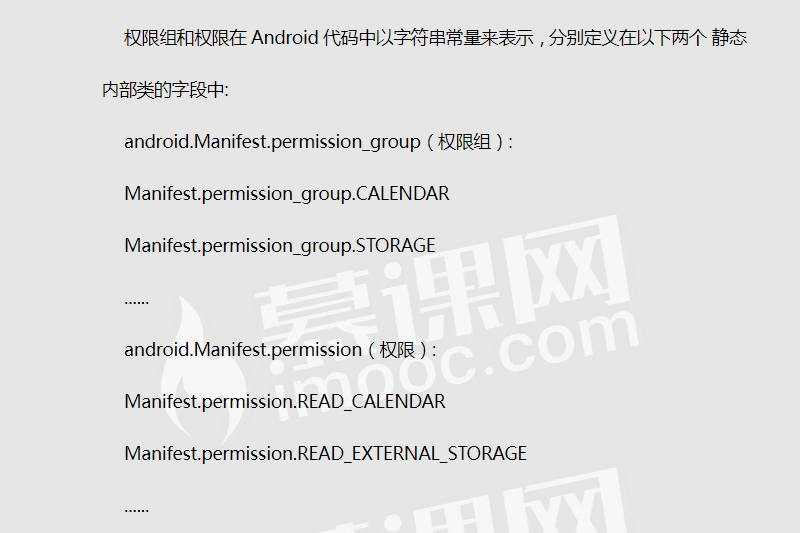 权限组和权限在 Android 代码中以字符串常量来表示，分别定义在以下两个 静态
内部类的字段中:
android.Manifest.permission_group（权限组）:
Manifest.permission_group.CALENDAR
Manifest.permission_group.STORAGE
......
android.Manifest.permission（权限）:
Manifest.permission.READ_CALENDAR
Manifest.permission.READ_EXTERNAL_STORAGE
......
慕课网
imooc.com
慕课网